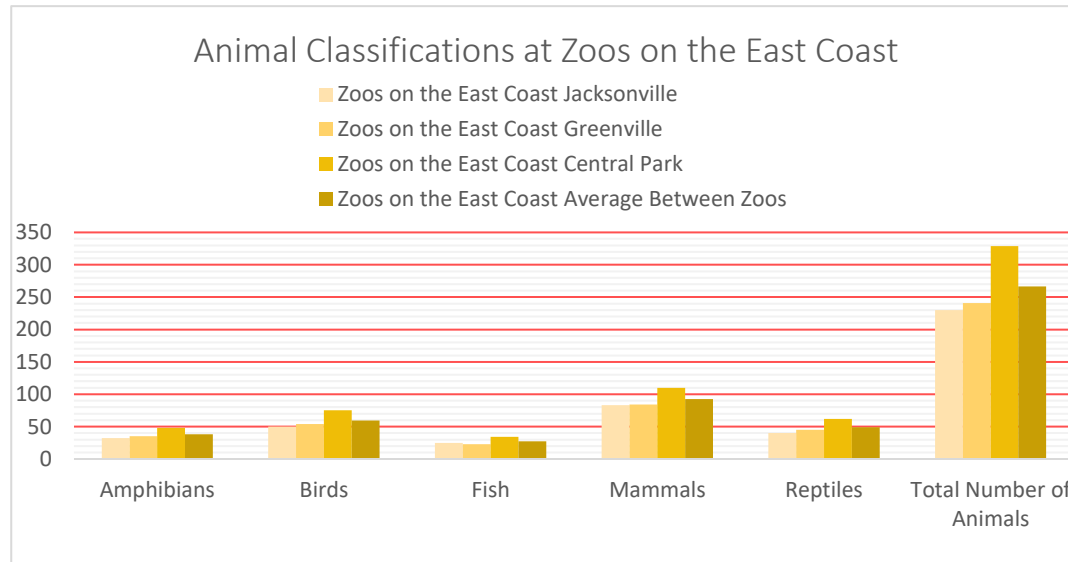 Animal Classifications at Zoos on the East Coast
Zoos on the East Coast Jacksonville
Zoos on the East Coast Greenville
Zoos on the East Coast Central Park
Zoos on the East Coast Average Between Zoos
350
300
250
200
150
100
50
0
Amphibians Birds Fish Mammals Reptiles Total Number of
Animals